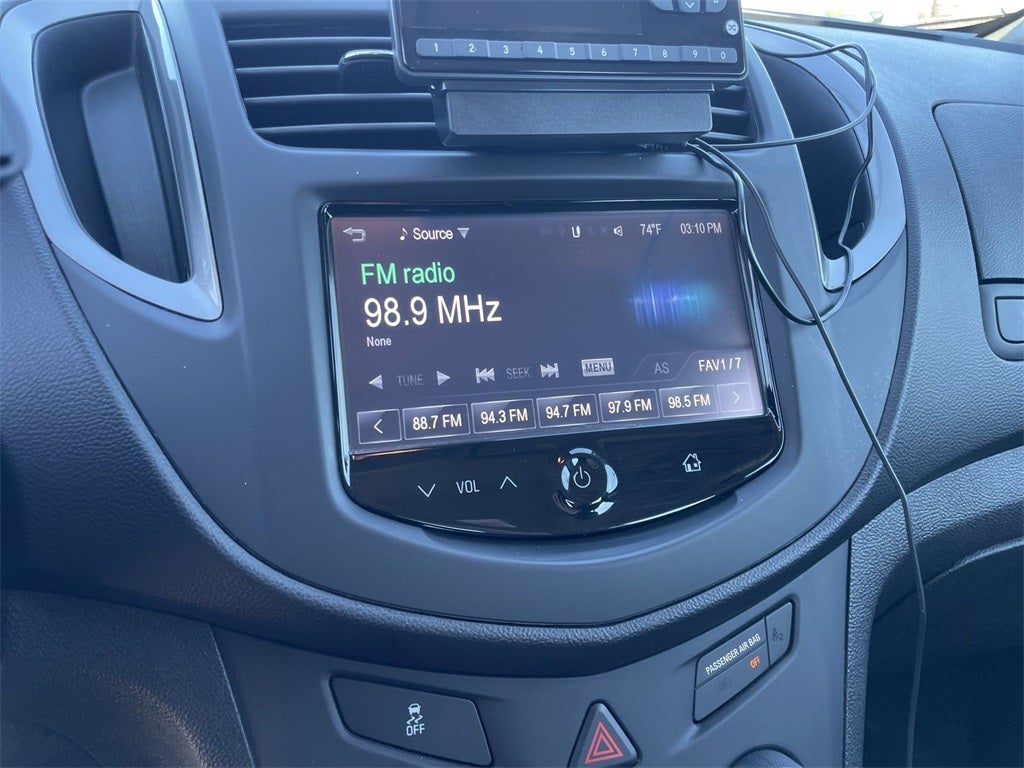 1 2 3 4 5 6 7 8 9 0
Source 74°F 03:10 PM
FM radio
98.9 MHz
None
TUNE SEEK MENU AS FAV1/7
< 88.7 FM 94.3 FM 94.7 FM 97.9 FM 98.5 FM >
VOL
PASSENGER AIR BAG
OFF
OFF